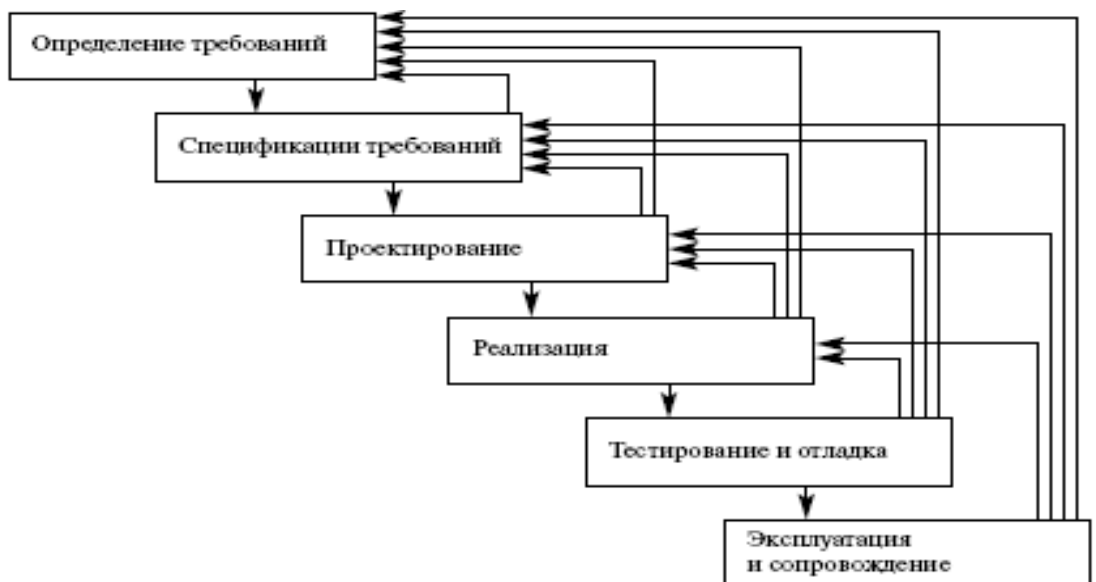 Определение требований
Спецификации требований
Проектирование
Реализация
Тестирование и отладка
Эксплуатация
и сопровождение